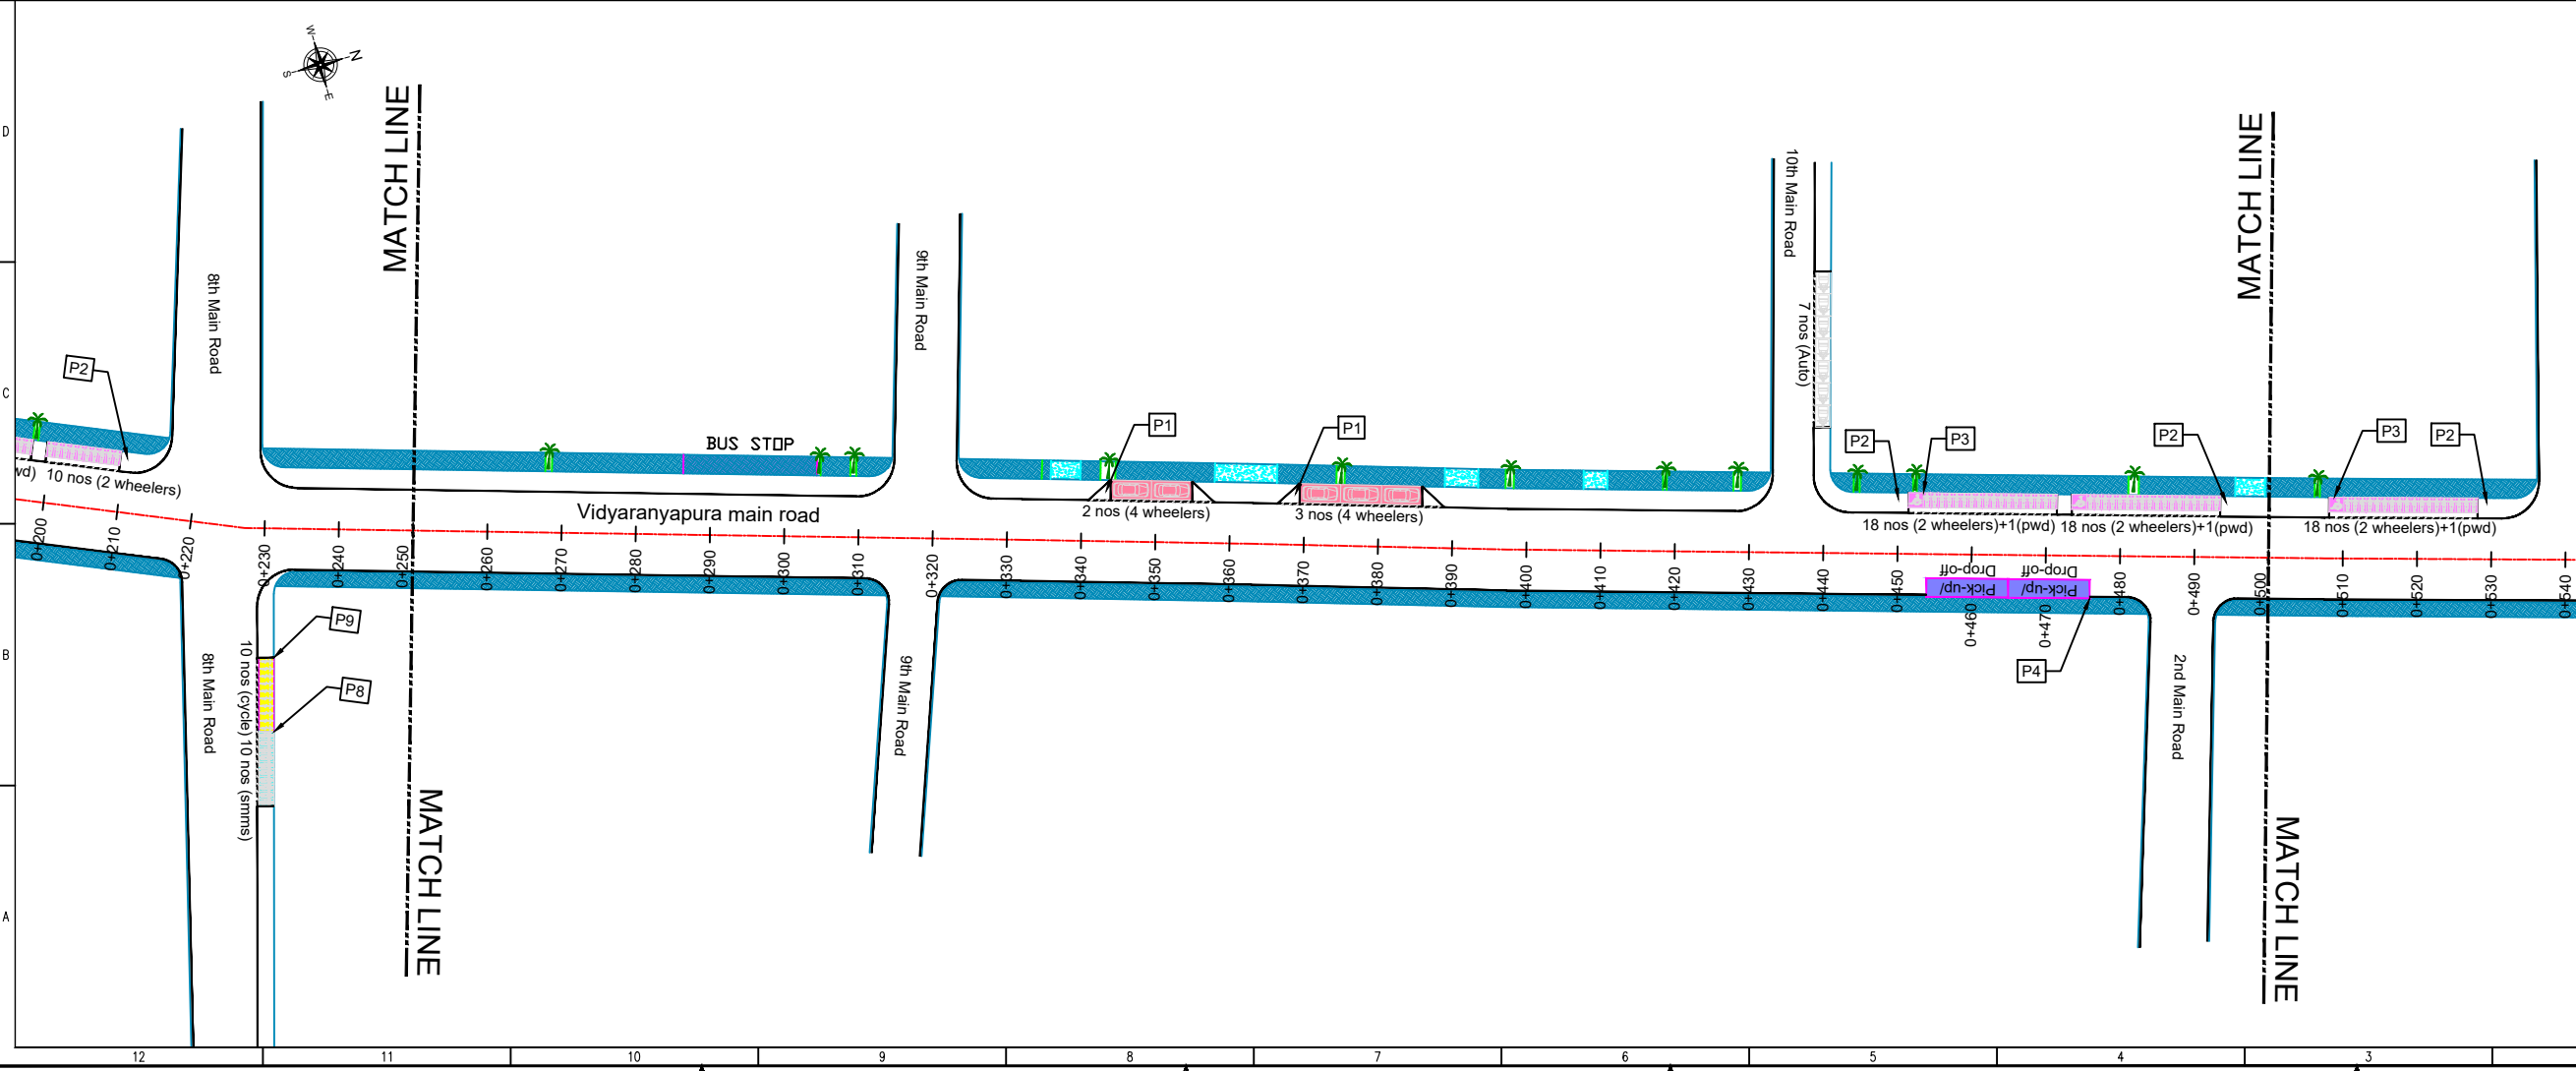 W
N
S
E
MATCH LINE
MATCH LINE
D
C
B
A
8th Main Road
9th Main Road
10th Main Road
7 nos (Auto)
P2
BUS STOP
P1
P1
P2
P3
P2
P3
P2
wd)
10 nos (2 wheelers)
Vidyaranyapura main road
2 nos (4 wheelers)
3 nos (4 wheelers)
18 nos (2 wheelers)+1(pwd)
18 nos (2 wheelers)+1(pwd)
18 nos (2 wheelers)+1(pwd)
0+200
0+210
0+220
0+230
0+240
0+250
0+260
0+270
0+280
0+290
0+300
0+310
0+320
0+330
0+340
0+350
0+360
0+370
0+380
0+390
0+400
0+410
0+420
0+430
0+440
0+450
0+460
0+470
0+480
0+490
0+500
0+510
0+520
0+530
0+540
Pick-up/
Drop-off
Pick-up/
Drop-off
P9
P8
P4
8th Main Road
10 nos (cycle)
10 nos (smms)
9th Main Road
2nd Main Road
MATCH LINE
MATCH LINE
12
11
10
9
8
7
6
5
4
3